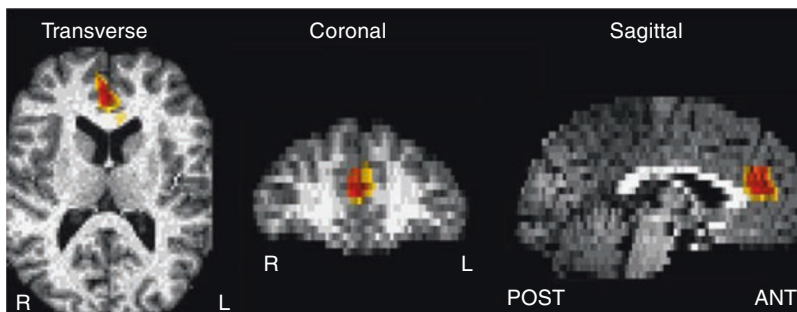 Transverse
Coronal
Sagittal
R
L
R
L
POST
ANT